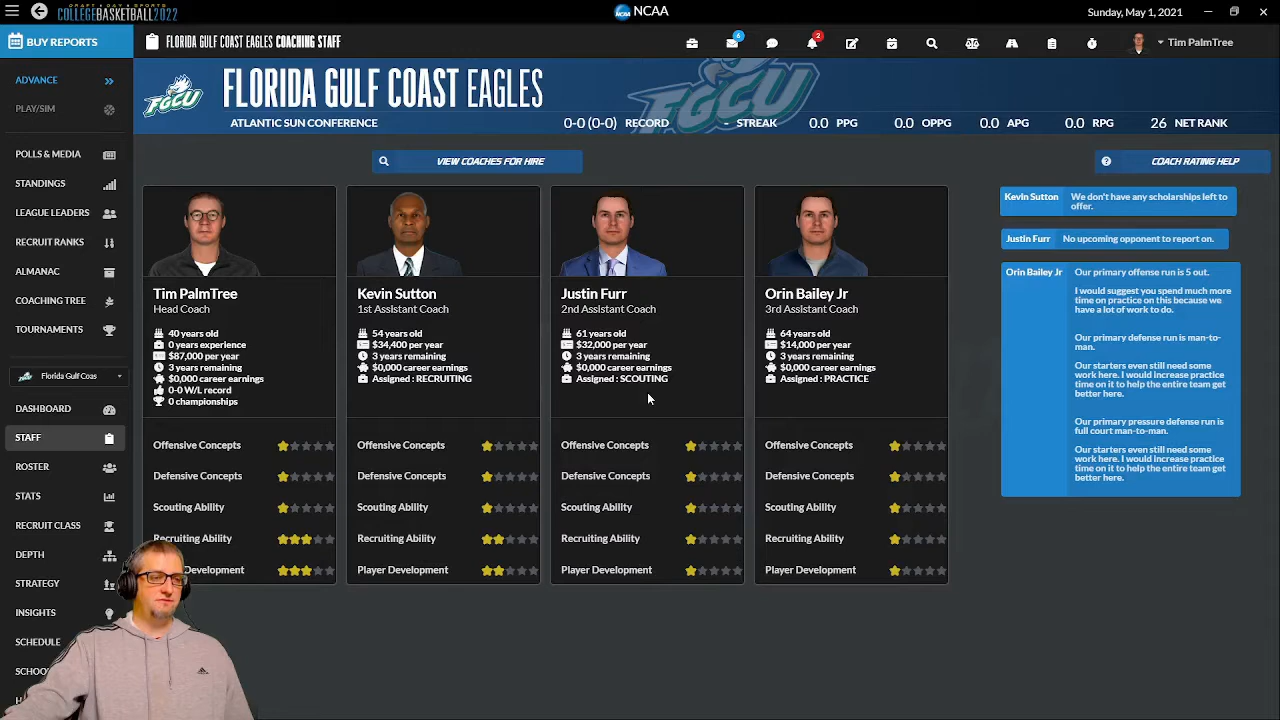 DRAFT DAY SPORTS
COLLEGEBASKETBALL2022
NCAA
NCAA
Sunday, May 1, 2021
BUY REPORTS
FLORIDA GULF COAST EAGLES COACHING STAFF
6
2
Tim PalmTree
ADVANCE
PLAY/SIM
POLLS & MEDIA
STANDINGS
LEAGUE LEADERS
RECRUIT RANKS
ALMANAC
COACHING TREE
TOURNAMENTS
Florida Gulf Coas
DASHBOARD
STAFF
ROSTER
STATS
RECRUIT CLASS
DEPTH
STRATEGY
INSIGHTS
SCHEDULE
SCHOO
H
FGCU
FLORIDA GULF COAST EAGLES
FGCU
ATLANTIC SUN CONFERENCE
0-0 (0-0) RECORD
- STREAK
0.0 PPG
0.0 OPPG
0.0 APG
0.0 RPG
26 NET RANK
VIEW COACHES FOR HIRE
COACH RATING HELP
Tim PalmTree
Head Coach
40 years old
0 years experience
$87,000 per year
3 years remaining
$0,000 career earnings
0-0 W/L record
0 championships
Offensive Concepts
Defensive Concepts
Scouting Ability
Recruiting Ability
Development
Kevin Sutton
1st Assistant Coach
54 years old
$34,400 per year
3 years remaining
$0,000 career earnings
Assigned : RECRUITING
Offensive Concepts
Defensive Concepts
Scouting Ability
Recruiting Ability
Player Development
Justin Furr
2nd Assistant Coach
61 years old
$32,000 per year
3 years remaining
$0,000 career earnings
Assigned : SCOUTING
Offensive Concepts
Defensive Concepts
Scouting Ability
Recruiting Ability
Player Development
Orin Bailey Jr
3rd Assistant Coach
64 years old
$14,000 per year
3 years remaining
$0,000 career earnings
Assigned : PRACTICE
Offensive Concepts
Defensive Concepts
Scouting Ability
Recruiting Ability
Player Development
Kevin Sutton
We don't have any scholarships left to
offer.
Justin Furr
No upcoming opponent to report on.
Orin Bailey Jr
Our primary offense run is 5 out.
I would suggest you spend much more
time on practice on this because we
have a lot of work to do.
Our primary defense run is man-to-
man.
Our starters even still need some
work here. I would increase practice
time on it to help the entire team get
better here.
Our primary pressure defense run is
full court man-to-man.
Our starters even still need some
work here. I would increase practice
time on it to help the entire team get
better here.